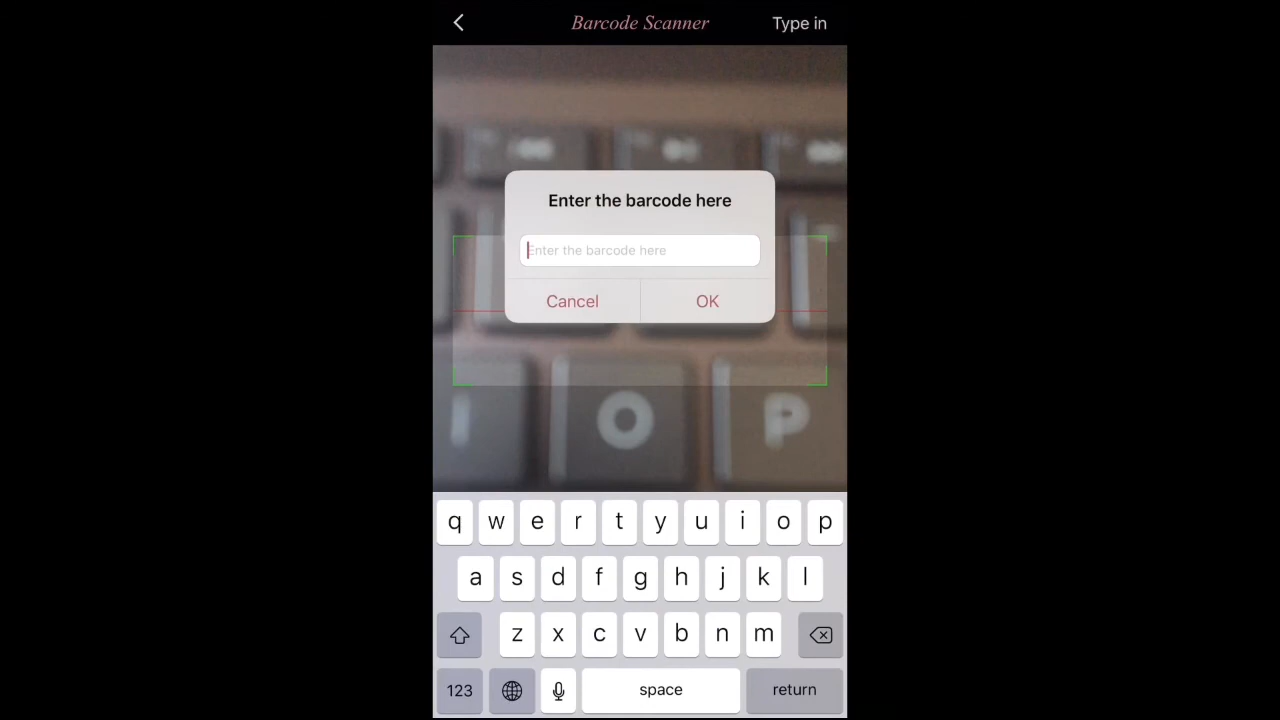 Barcode Scanner Type in
Enter the barcode here
Enter the barcode here
Cancel OK
I O P
q w e r t y u i o p
a s d f g h j k l
z x c v b n m
123 space return